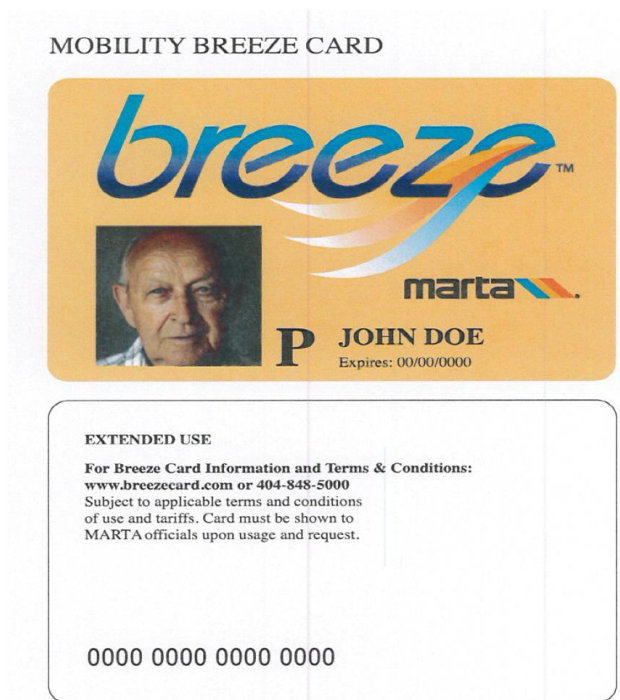 MOBILITY BREEZE CARD
breeze™
marta
P JOHN DOE
Expires: 00/00/0000
EXTENDED USE
For Breeze Card Information and Terms & Conditions:
www.breezecard.com or 404-848-5000
Subject to applicable terms and conditions
of use and tariffs. Card must be shown to
MARTA officials upon usage and request.
0000 0000 0000 0000